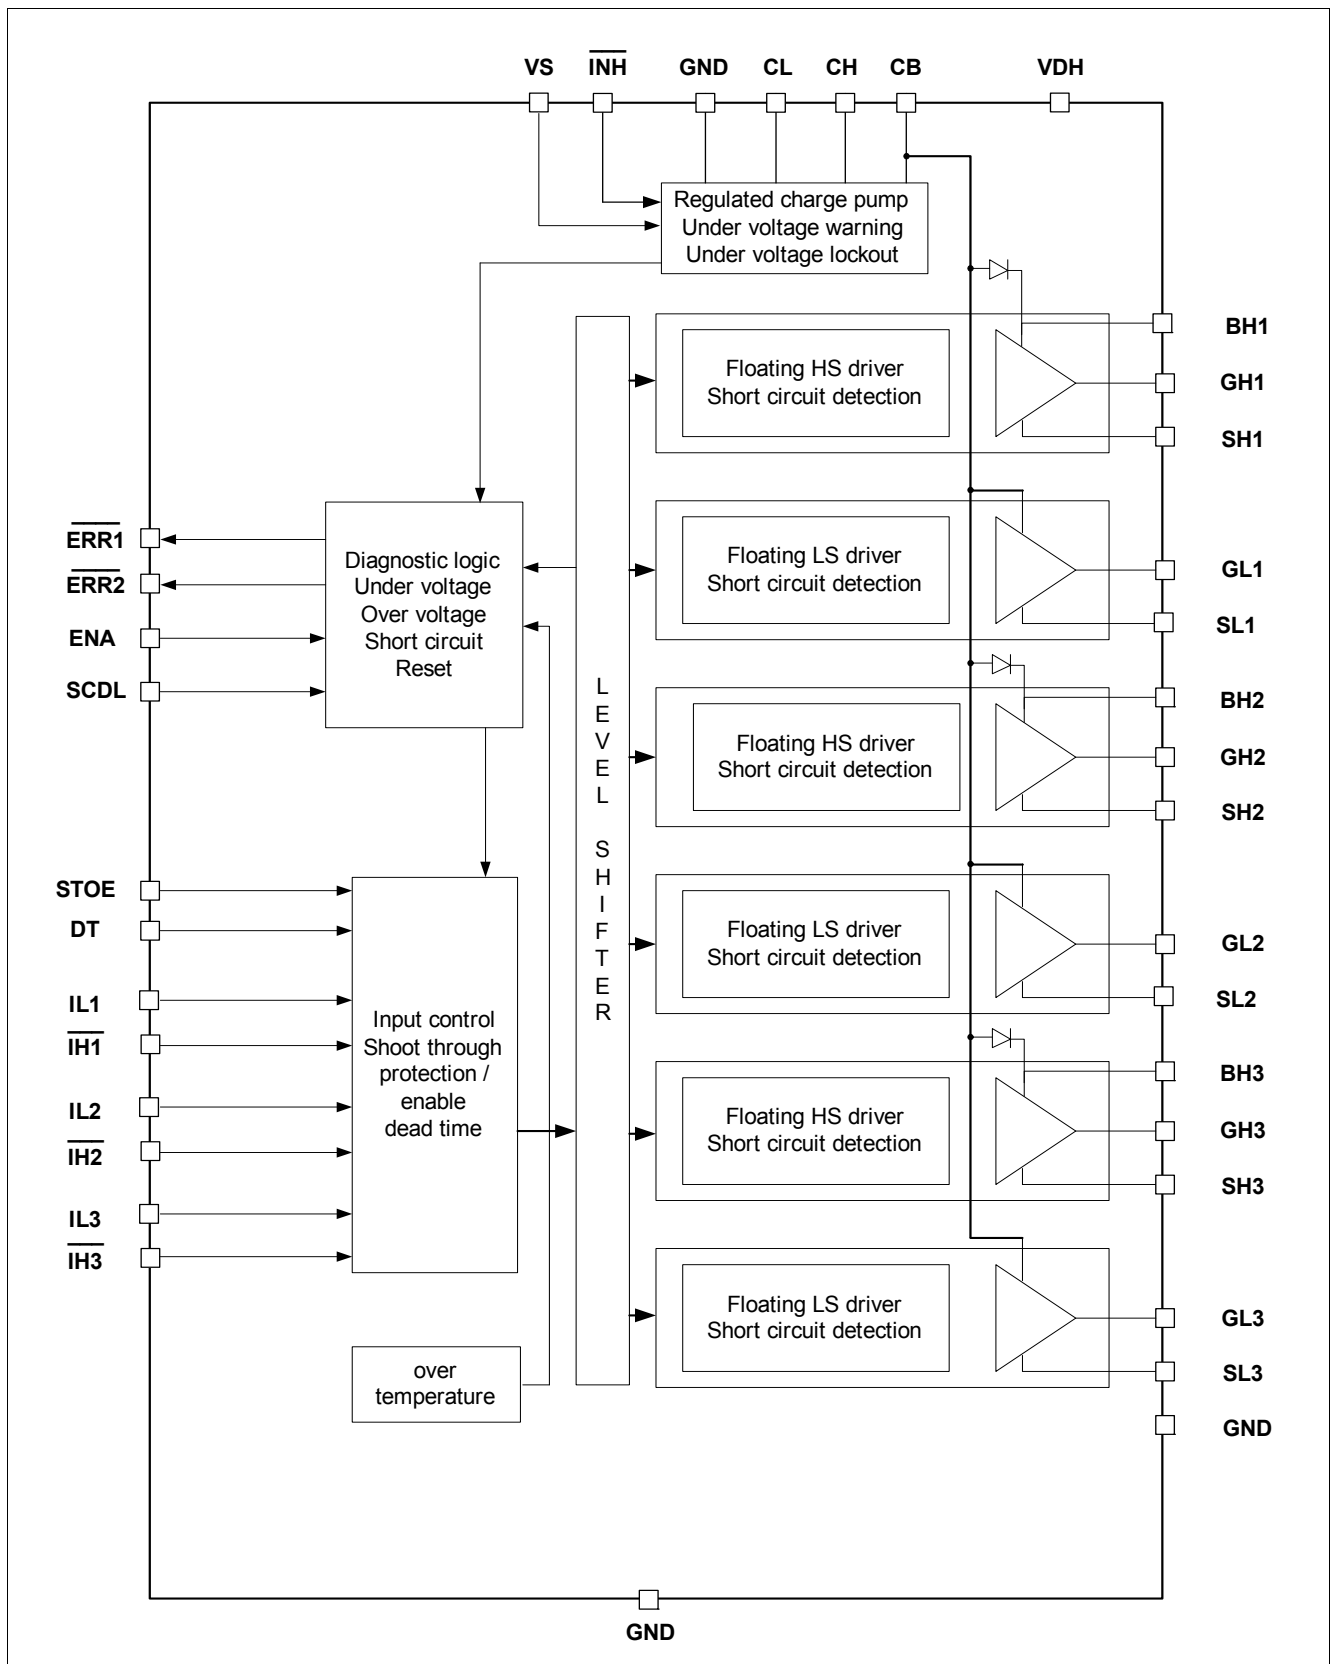 VS INH GND CL CH CB VDH
Regulated charge pump
Under voltage warning
Under voltage lockout
BH1
Floating HS driver
Short circuit detection
GH1
SH1
ERR1
ERR2
ENA
SCDL
Diagnostic logic
Under voltage
Over voltage
Short circuit
Reset
Floating LS driver
Short circuit detection
GL1
SL1
LEVEL SHIFTER
BH2
Floating HS driver
Short circuit detection
GH2
SH2
STOE
DT
IL1
IH1
IL2
IH2
IL3
IH3
Input control
Shoot through
protection /
enable
dead time
Floating LS driver
Short circuit detection
GL2
SL2
BH3
Floating HS driver
Short circuit detection
GH3
SH3
over
temperature
Floating LS driver
Short circuit detection
GL3
SL3
GND
GND